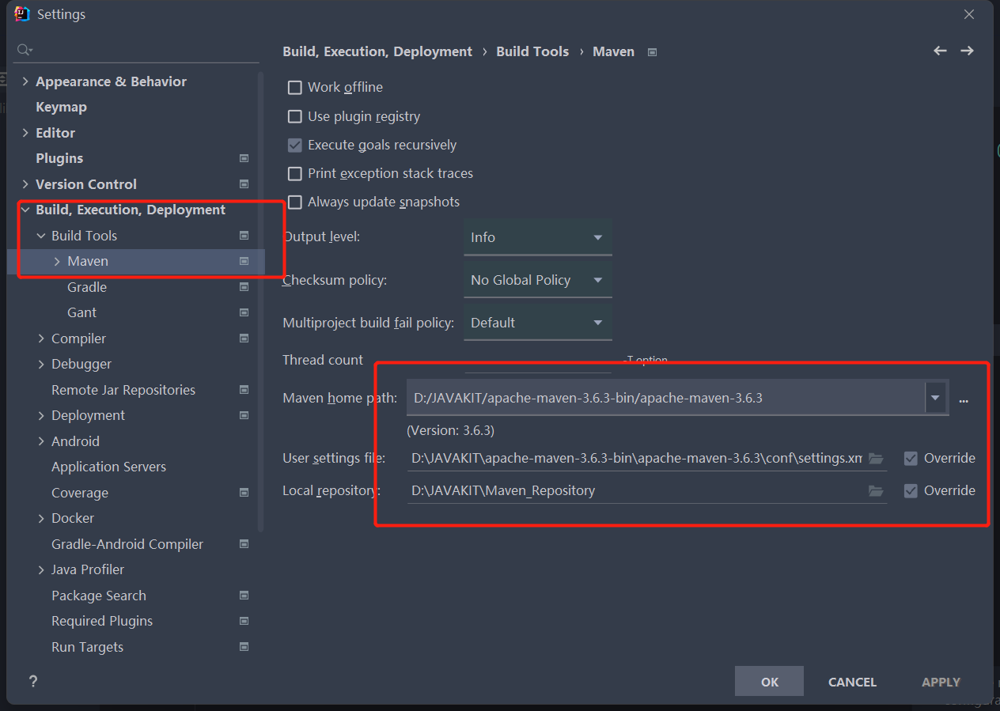 Settings
Build, Execution, Deployment › Build Tools › Maven
Appearance & Behavior
Keymap
Editor
Plugins
Version Control
Build, Execution, Deployment
Build Tools
Maven
Gradle
Gant
Compiler
Debugger
Remote Jar Repositories
Deployment
Android
Application Servers
Coverage
Docker
Gradle-Android Compiler
Java Profiler
Package Search
Required Plugins
Run Targets
Work offline
Use plugin registry
Execute goals recursively
Print exception stack traces
Always update snapshots
Output level: Info
Checksum policy: No Global Policy
Multiproject build fail policy: Default
Thread count -T option
Maven home path: D:/JAVAKIT/apache-maven-3.6.3-bin/apache-maven-3.6.3 ...
(Version: 3.6.3)
User settings file: D:\JAVAKIT\apache-maven-3.6.3-bin\apache-maven-3.6.3\conf\settings.xm Override
Local repository: D:\JAVAKIT\Maven_Repository Override
? OK CANCEL APPLY